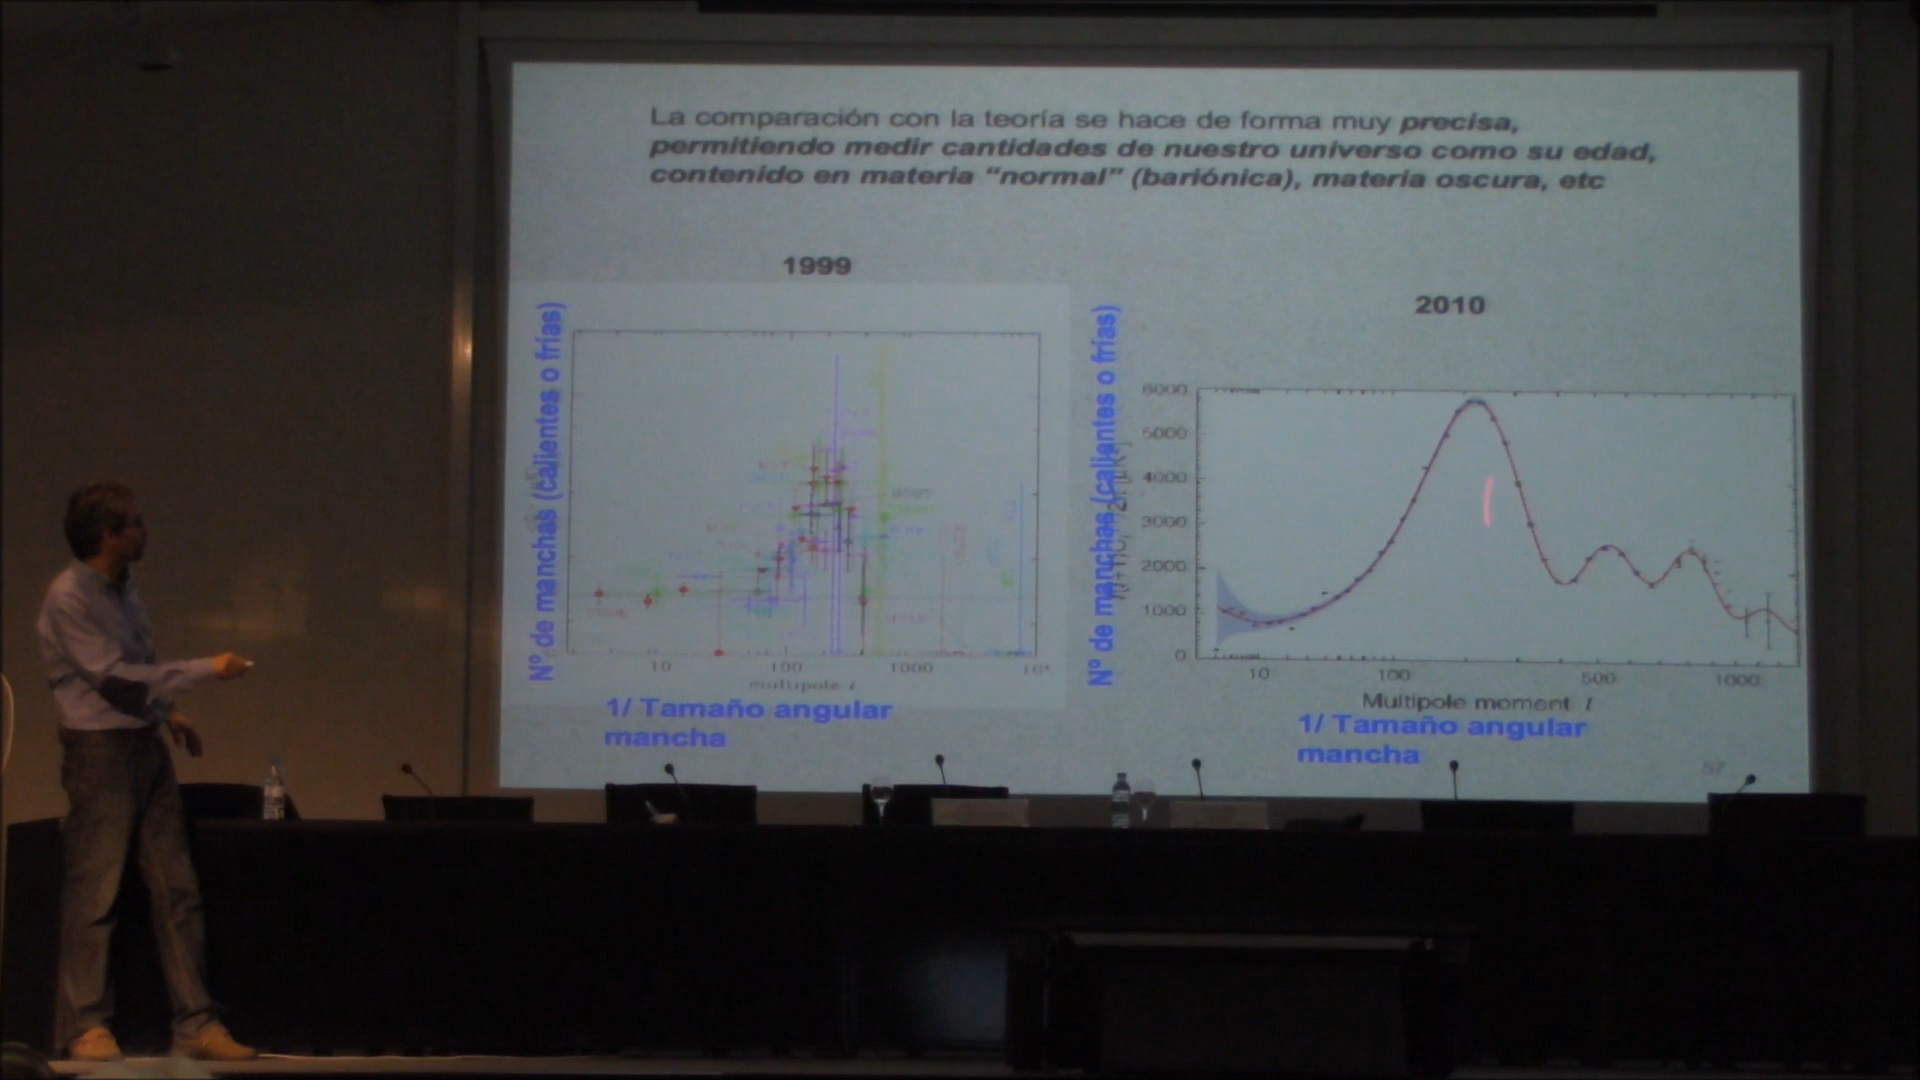 La comparación con la teoría se hace de forma muy precisa,
permitiendo medir cantidades de nuestro universo como su edad,
contenido en materia “normal” (bariónica), materia oscura, etc
1999
Nº de manchas (calientes o frías)
10 100 1000 10⁴
multipole ℓ
1/ Tamaño angular
mancha
2010
Nº de manchas (calientes o frías)
6000
5000
4000
3000
2000
1000
0
10 100 500 1000
Multipole moment l
1/ Tamaño angular
mancha
57